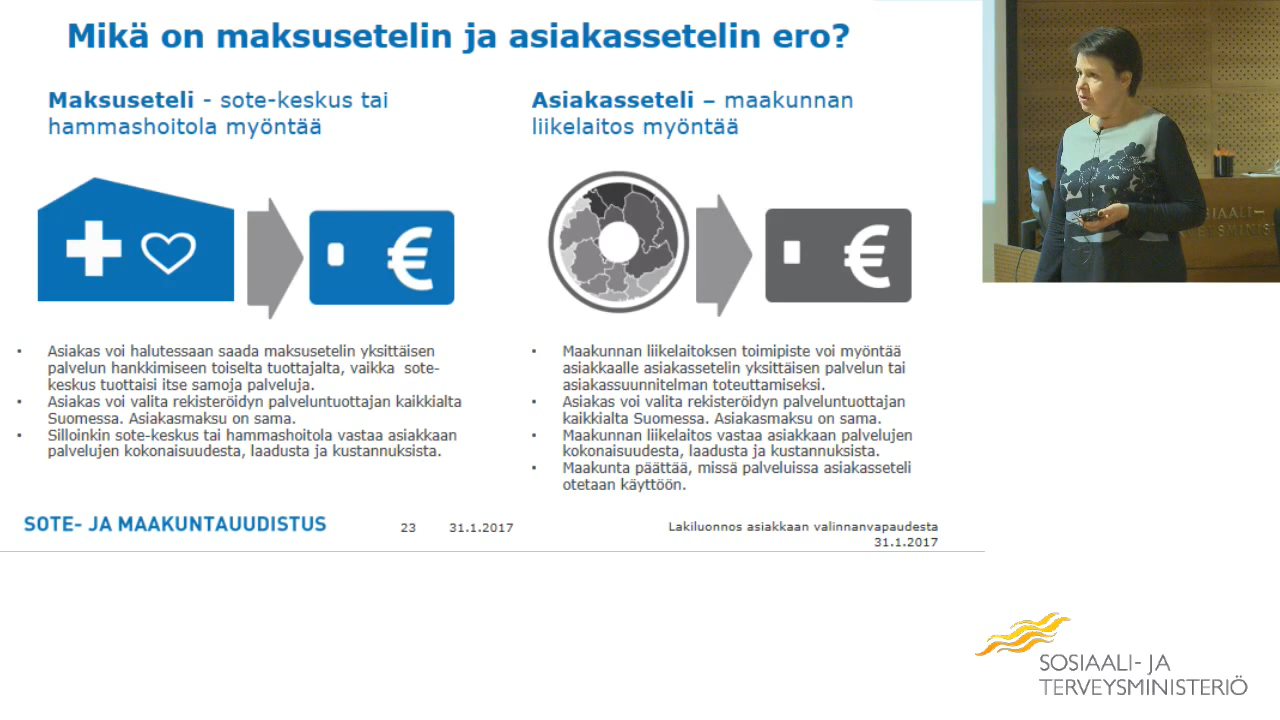 Mikä on maksusetelin ja asiakassetelin ero?
Maksuseteli - sote-keskus tai
hammashoitola myöntää
€
• Asiakas voi halutessaan saada maksusetelin yksittäisen
palvelun hankkimiseen toiselta tuottajalta, vaikka sote-
keskus tuottaisi itse samoja palveluja.
• Asiakas voi valita rekisteröidyn palveluntuottajan kaikkialta
Suomessa. Asiakasmaksu on sama.
• Silloinkin sote-keskus tai hammashoitola vastaa asiakkaan
palvelujen kokonaisuudesta, laadusta ja kustannuksista.
Asiakasseteli – maakunnan
liikelaitos myöntää
€
• Maakunnan liikelaitoksen toimipiste voi myöntää
asiakkaalle asiakassetelin yksittäisen palvelun tai
asiakassuunnitelman toteuttamiseksi.
• Asiakas voi valita rekisteröidyn palveluntuottajan
kaikkialta Suomessa. Asiakasmaksu on sama.
• Maakunnan liikelaitos vastaa asiakkaan palvelujen
kokonaisuudesta, laadusta ja kustannuksista.
• Maakunta päättää, missä palveluissa asiakasseteli
otetaan käyttöön.
SOTE- JA MAAKUNTAUUDISTUS
23 31.1.2017
Lakiluonnos asiakkaan valinnanvapaudesta
31.1.2017
SOSIAALI- JA
TERVEYSMINISTERIÖ